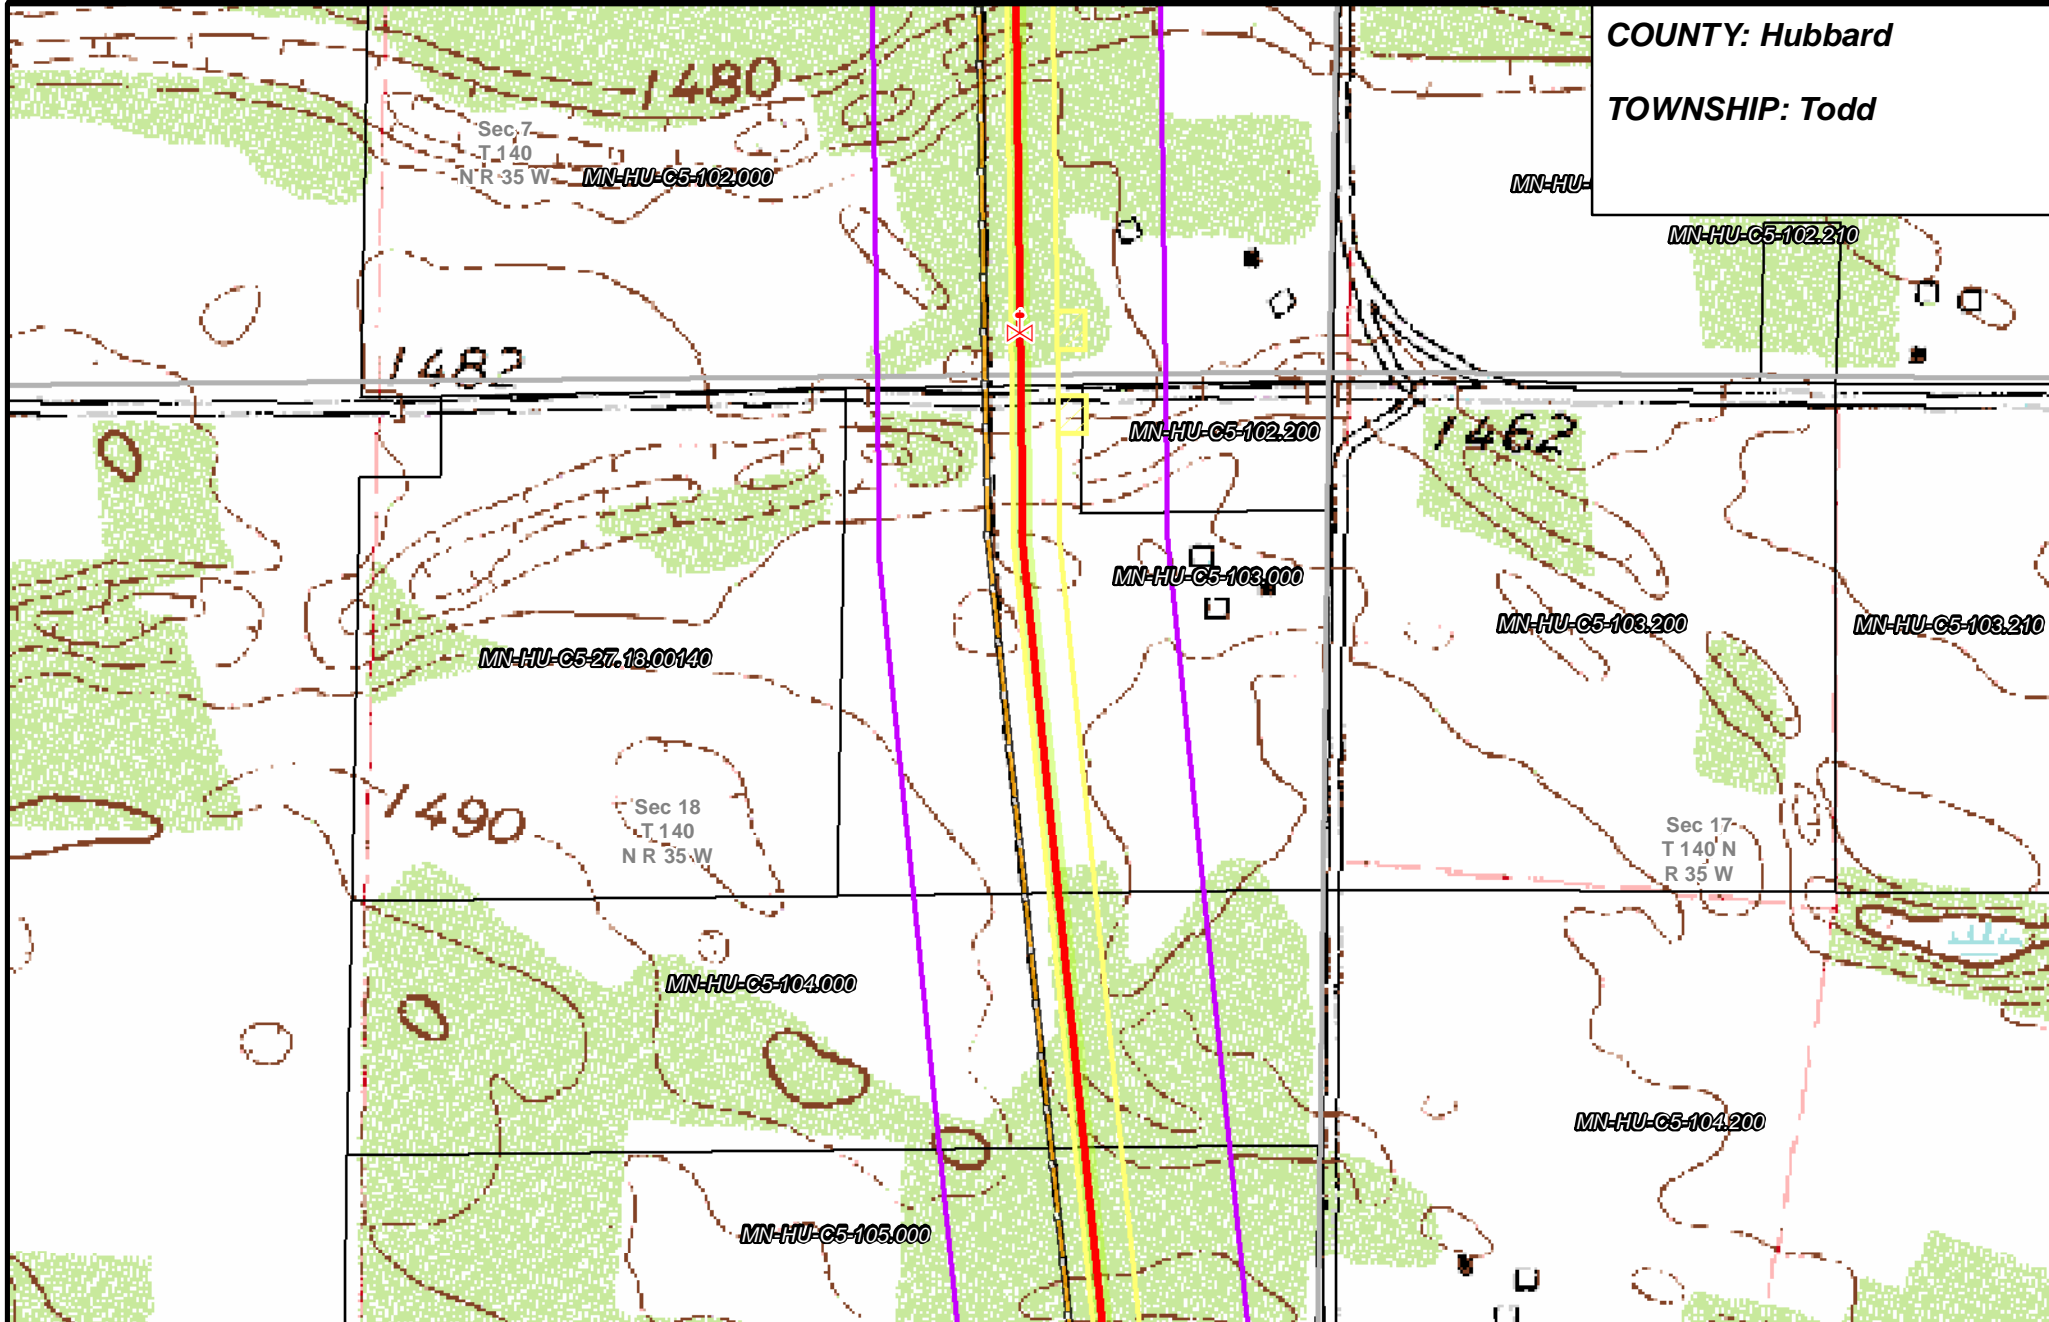 COUNTY: Hubbard
TOWNSHIP: Todd
1480
Sec 7
T 140
N R 35 W
MN-HU-C5-102.000
MN-HU-
MN-HU-C5-102.210
1482
MN-HU-C5-102.200
1462
MN-HU-C5-103.000
MN-HU-C5-103.200
MN-HU-C5-103.210
MN-HU-C5-27.18.00140
1490
Sec 18
T 140
N R 35 W
Sec 17
T 140 N
R 35 W
MN-HU-C5-104.000
MN-HU-C5-104.200
MN-HU-C5-105.000